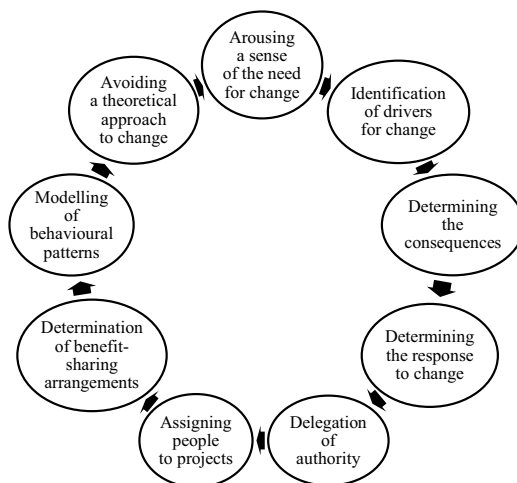 Arousing
a sense
of the need
for change
Identification
of drivers
for change
Determining
the
consequences
Determining
the response
to change
Delegation
of
authority
Assigning
people
to projects
Determination
of benefit-
sharing
arrangements
Modelling
of
behavioural
patterns
Avoiding
a theoretical
approach
to change